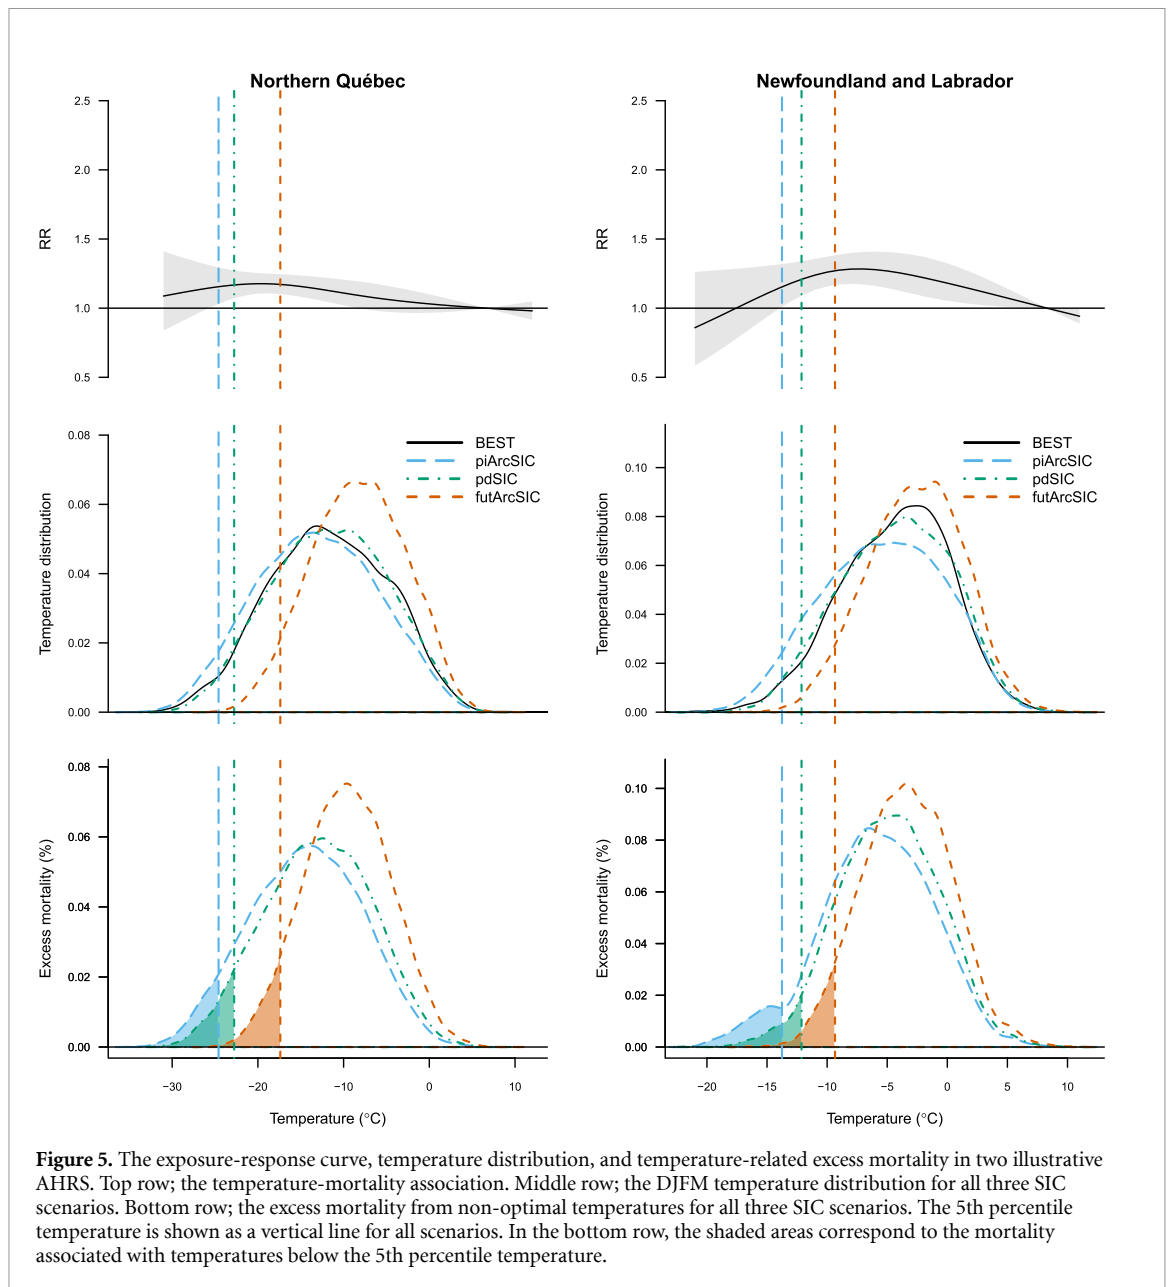 Northern Québec
Newfoundland and Labrador
2.5
2.0
1.5
1.0
0.5
RR
2.5
2.0
1.5
1.0
0.5
RR
0.08
0.06
0.04
0.02
0.00
Temperature distribution
BEST
piArcSIC
pdSIC
futArcSIC
0.10
0.08
0.06
0.04
0.02
0.00
Temperature distribution
BEST
piArcSIC
pdSIC
futArcSIC
0.08
0.06
0.04
0.02
0.00
Excess mortality (%)
−30 −20 −10 0 10
Temperature (°C)
0.10
0.08
0.06
0.04
0.02
0.00
Excess mortality (%)
−20 −15 −10 −5 0 5 10
Temperature (°C)
Figure 5. The exposure-response curve, temperature distribution, and temperature-related excess mortality in two illustrative
AHRS. Top row; the temperature-mortality association. Middle row; the DJFM temperature distribution for all three SIC
scenarios. Bottom row; the excess mortality from non-optimal temperatures for all three SIC scenarios. The 5th percentile
temperature is shown as a vertical line for all scenarios. In the bottom row, the shaded areas correspond to the mortality
associated with temperatures below the 5th percentile temperature.